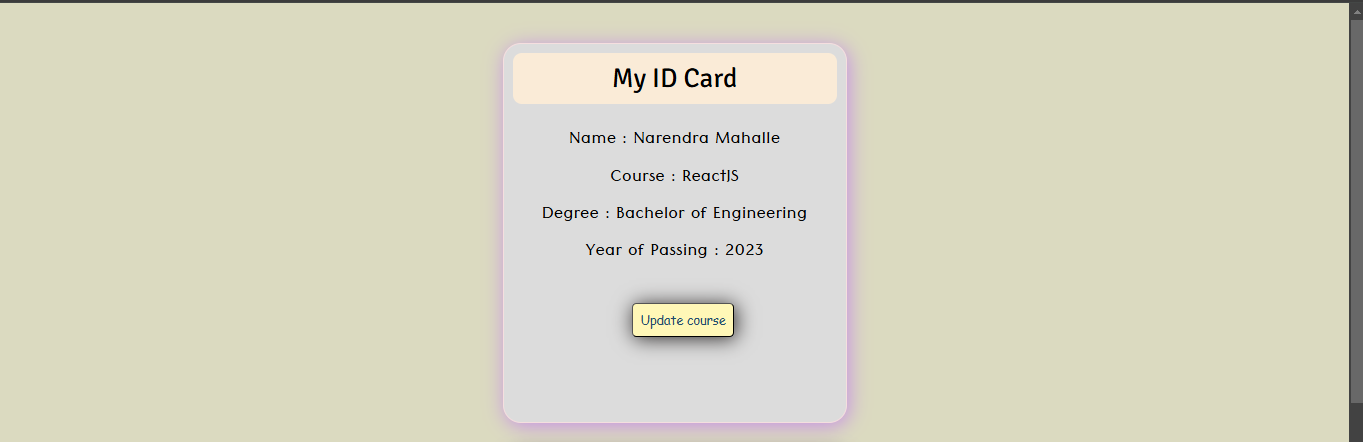 My ID Card
Name : Narendra Mahalle
Course : ReactJS
Degree : Bachelor of Engineering
Year of Passing : 2023
Update course